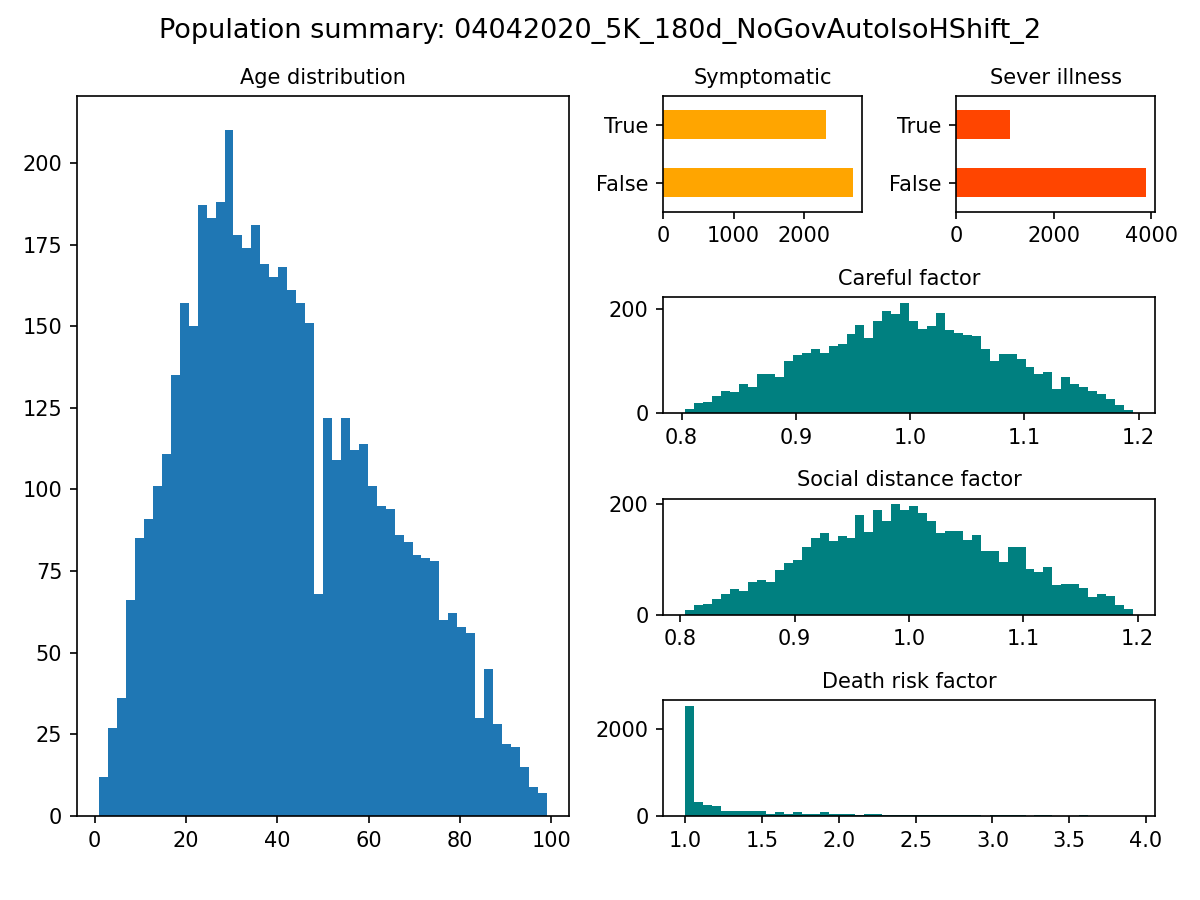 Population summary: 04042020_5K_180d_NoGovAutoIsoHShift_2
Age distribution
200
175
150
125
100
75
50
25
0
0 20 40 60 80 100
Symptomatic
True
False
0 1000 2000
Sever illness
True
False
0 2000 4000
Careful factor
200
0
0.8 0.9 1.0 1.1 1.2
Social distance factor
200
0
0.8 0.9 1.0 1.1 1.2
Death risk factor
2000
0
1.0 1.5 2.0 2.5 3.0 3.5 4.0